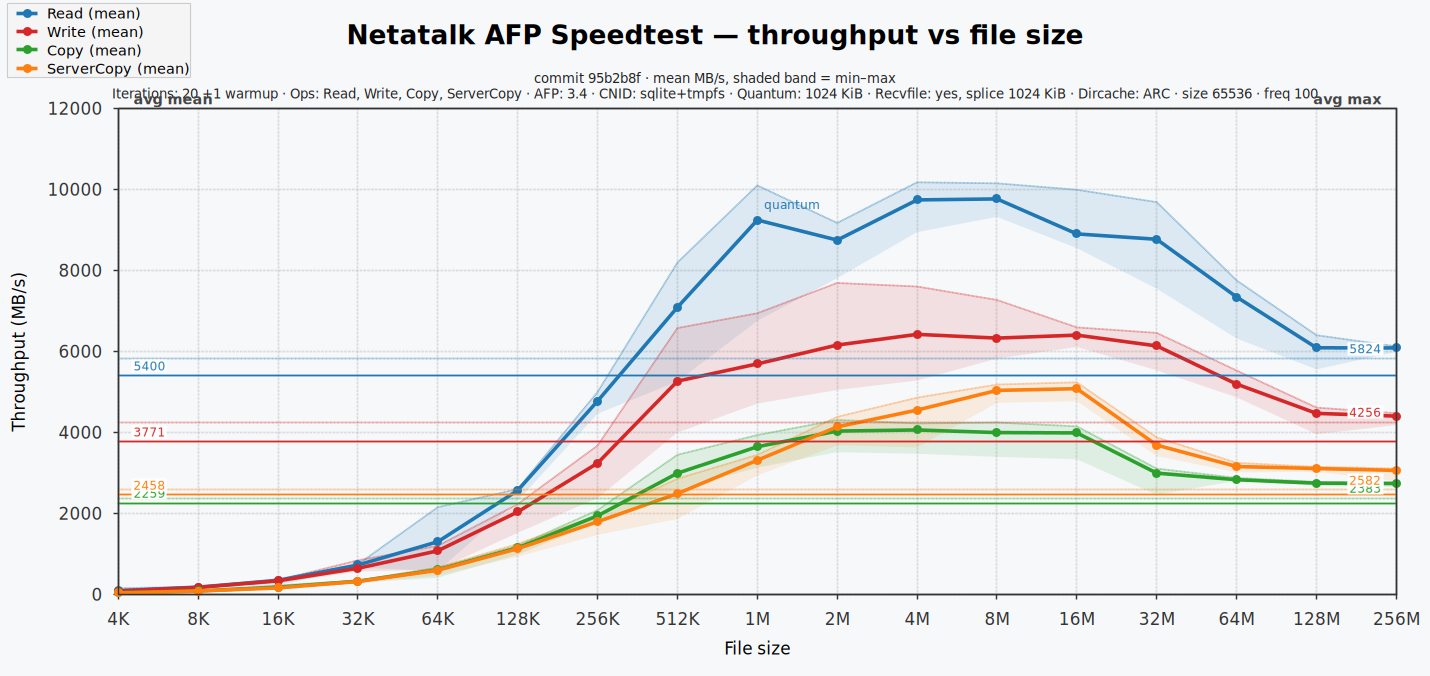 Read (mean)
Write (mean)
Copy (mean)
ServerCopy (mean)
Netatalk AFP Speedtest — throughput vs file size
commit 95b2b8f · mean MB/s, shaded band = min–max
Iterations: 20 +1 warmup · Ops: Read, Write, Copy, ServerCopy · AFP: 3.4 · CNID: sqlite+tmpfs · Quantum: 1024 KiB · Recvfile: yes, splice 1024 KiB · Dircache: ARC · size 65536 · freq 100
avg mean
avg max
12000
10000
8000
6000
4000
2000
0
Throughput (MB/s)
quantum
5400
3771
2458
2259
5824
4256
2582
2383
4K 8K 16K 32K 64K 128K 256K 512K 1M 2M 4M 8M 16M 32M 64M 128M 256M
File size